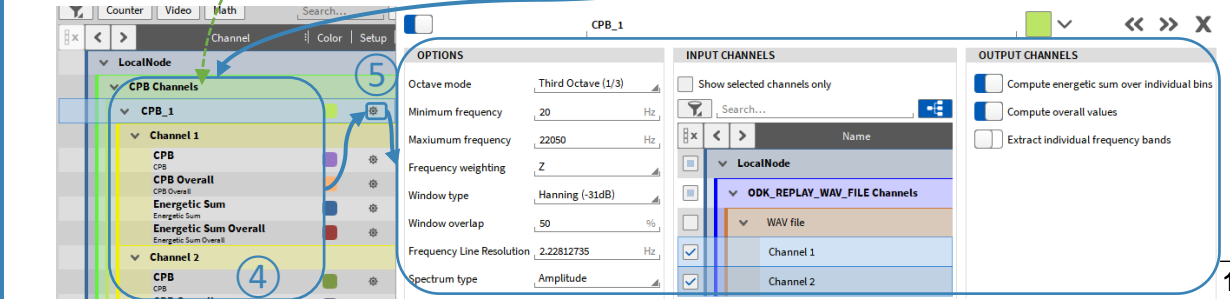 Counter Video Math Search...
Channel Color Setup
LocalNode
CPB Channels
CPB_1
Channel 1
CPB
CPB
CPB Overall
CPB Overall
Energetic Sum
Energetic Sum
Energetic Sum Overall
Energetic Sum Overall
Channel 2
CPB
CPB
④
⑤
CPB_1
X
OPTIONS
Octave mode Third Octave (1/3)
Minimum frequency 20 Hz
Maxiumum frequency 22050 Hz
Frequency weighting Z
Window type Hanning (-31dB)
Window overlap 50 %
Frequency Line Resolution 2.22812735 Hz
Spectrum type Amplitude
INPUT CHANNELS
Show selected channels only
Search...
Name
LocalNode
ODK_REPLAY_WAV_FILE Channels
WAV file
Channel 1
Channel 2
OUTPUT CHANNELS
Compute energetic sum over individual bins
Compute overall values
Extract individual frequency bands